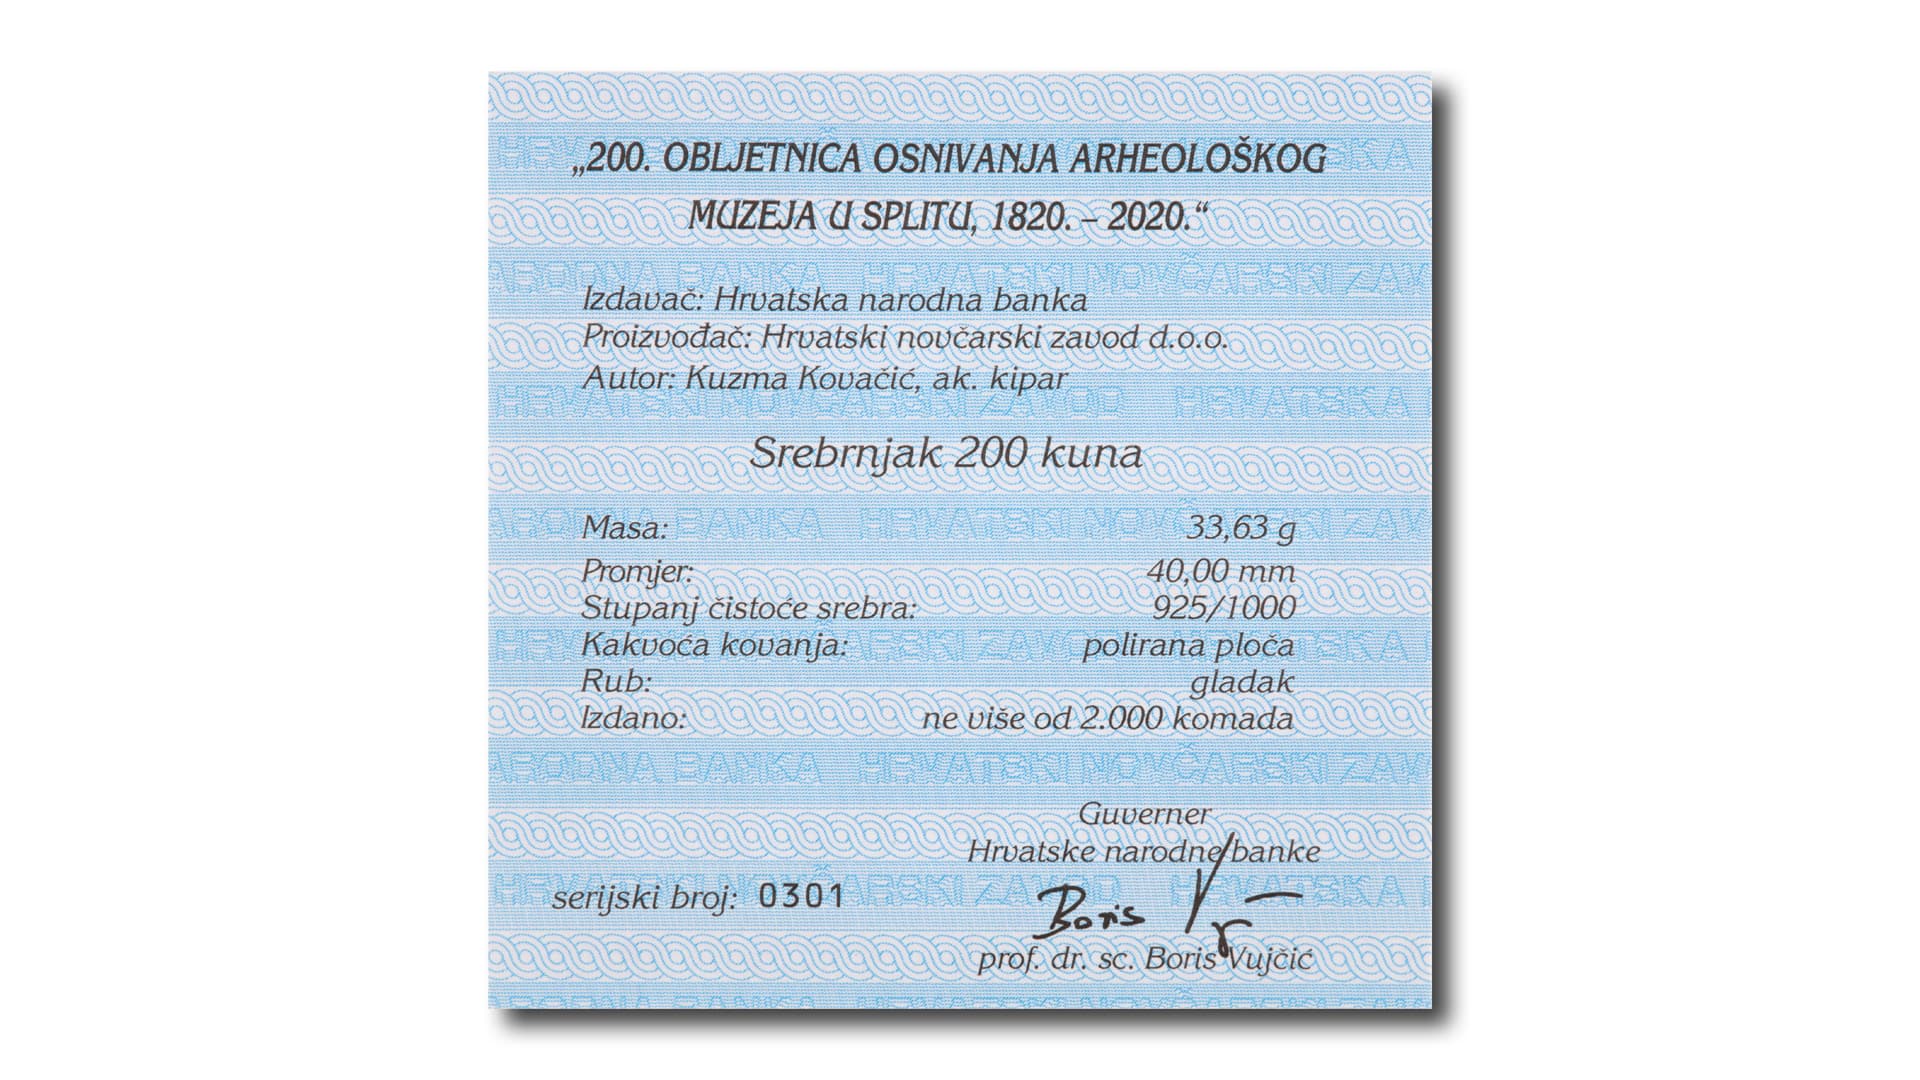 „200. OBLJETNICA OSNIVANJA ARHEOLOŠKOG
MUZEJA U SPLITU, 1820. – 2020.“
Izdavač: Hrvatska narodna banka
Proizvođač: Hrvatski novčarski zavod d.o.o.
Autor: Kuzma Kovačić, ak. kipar
Srebrnjak 200 kuna
Masa: 33,63 g
Promjer: 40,00 mm
Stupanj čistoće srebra: 925/1000
Kakvoća kovanja: polirana ploča
Rub: gladak
Izdano: ne više od 2.000 komada
Guverner
Hrvatske narodne banke
serijski broj: 0301
Boris
prof. dr. sc. Boris Vujčić